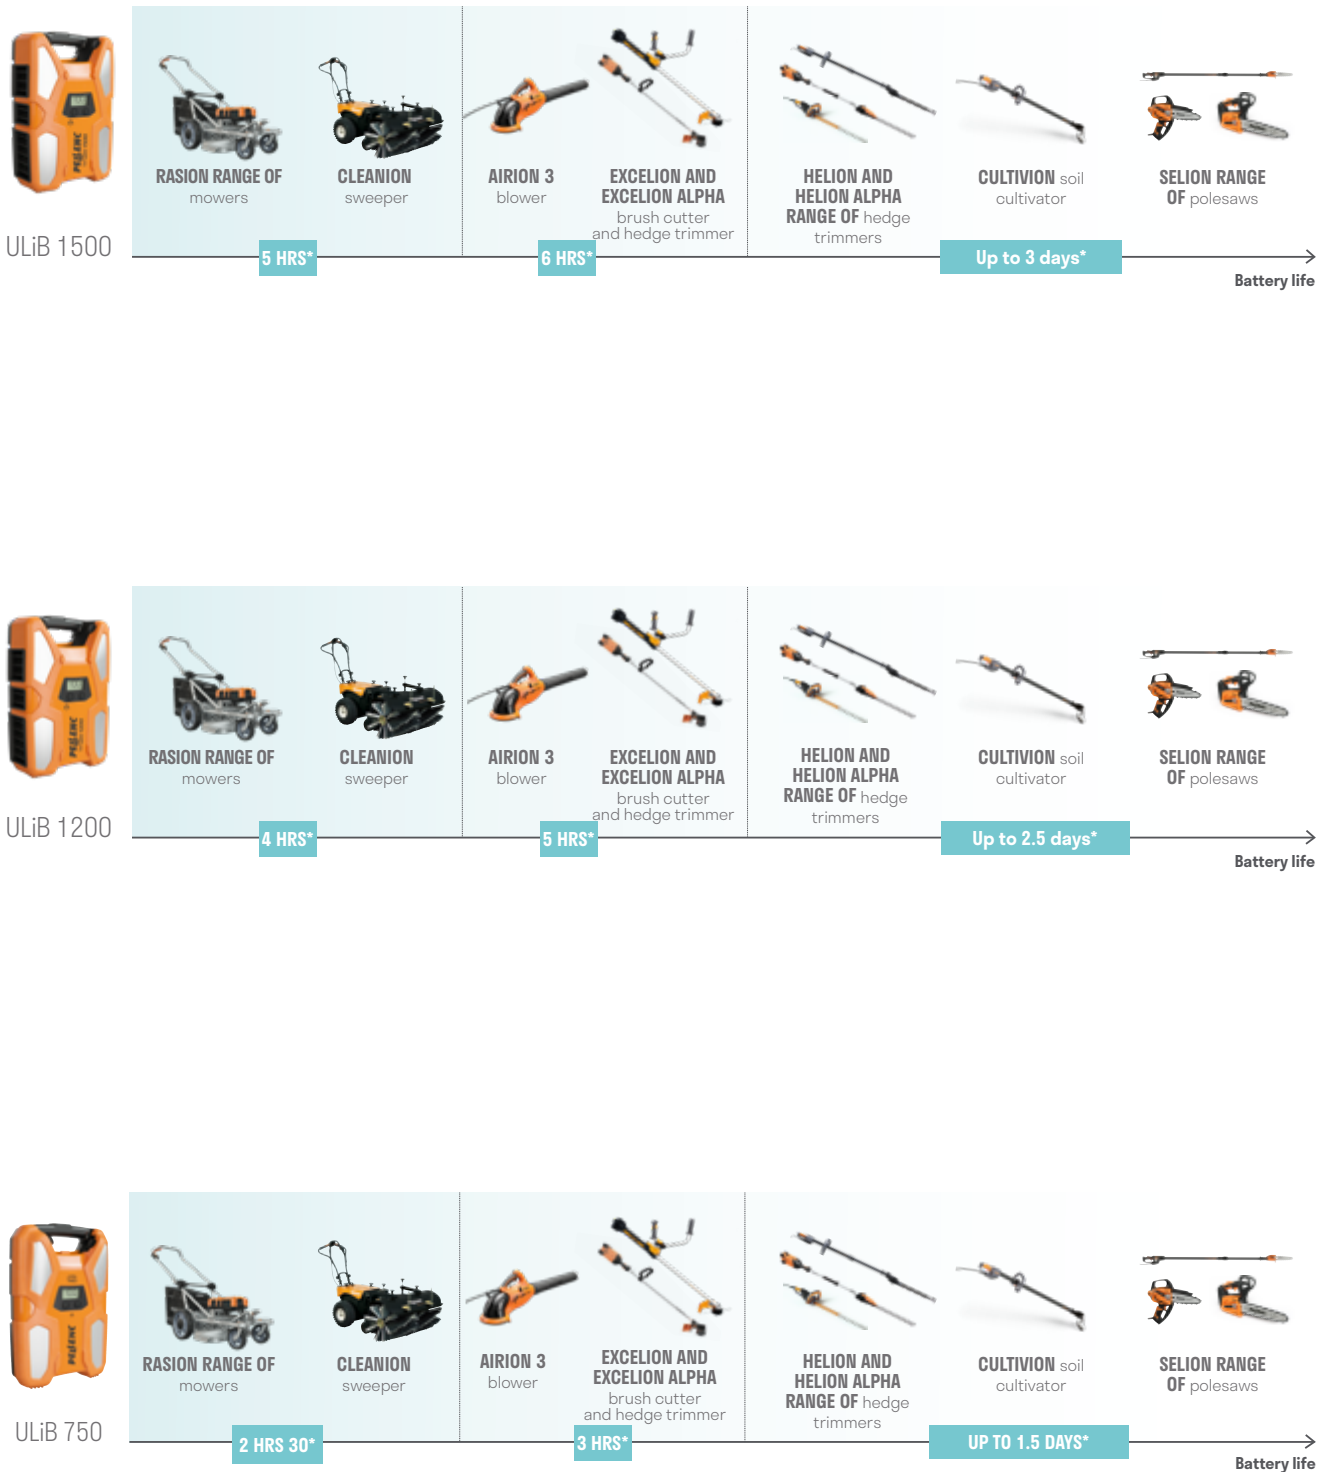 PELLENC
RASION RANGE OF
mowers
CLEANION
sweeper
AIRION 3
blower
EXCELION AND
EXCELION ALPHA
brush cutter
and hedge trimmer
HELION AND
HELION ALPHA
RANGE OF hedge
trimmers
CULTIVION soil
cultivator
SELION RANGE
OF polesaws
ULiB 1500
5 HRS*
6 HRS*
Up to 3 days*
Battery life
PELLENC
RASION RANGE OF
mowers
CLEANION
sweeper
AIRION 3
blower
EXCELION AND
EXCELION ALPHA
brush cutter
and hedge trimmer
HELION AND
HELION ALPHA
RANGE OF hedge
trimmers
CULTIVION soil
cultivator
SELION RANGE
OF polesaws
ULiB 1200
4 HRS*
5 HRS*
Up to 2.5 days*
Battery life
PELLENC
RASION RANGE OF
mowers
CLEANION
sweeper
AIRION 3
blower
EXCELION AND
EXCELION ALPHA
brush cutter
and hedge trimmer
HELION AND
HELION ALPHA
RANGE OF hedge
trimmers
CULTIVION soil
cultivator
SELION RANGE
OF polesaws
ULiB 750
2 HRS 30*
3 HRS*
UP TO 1.5 DAYS*
Battery life